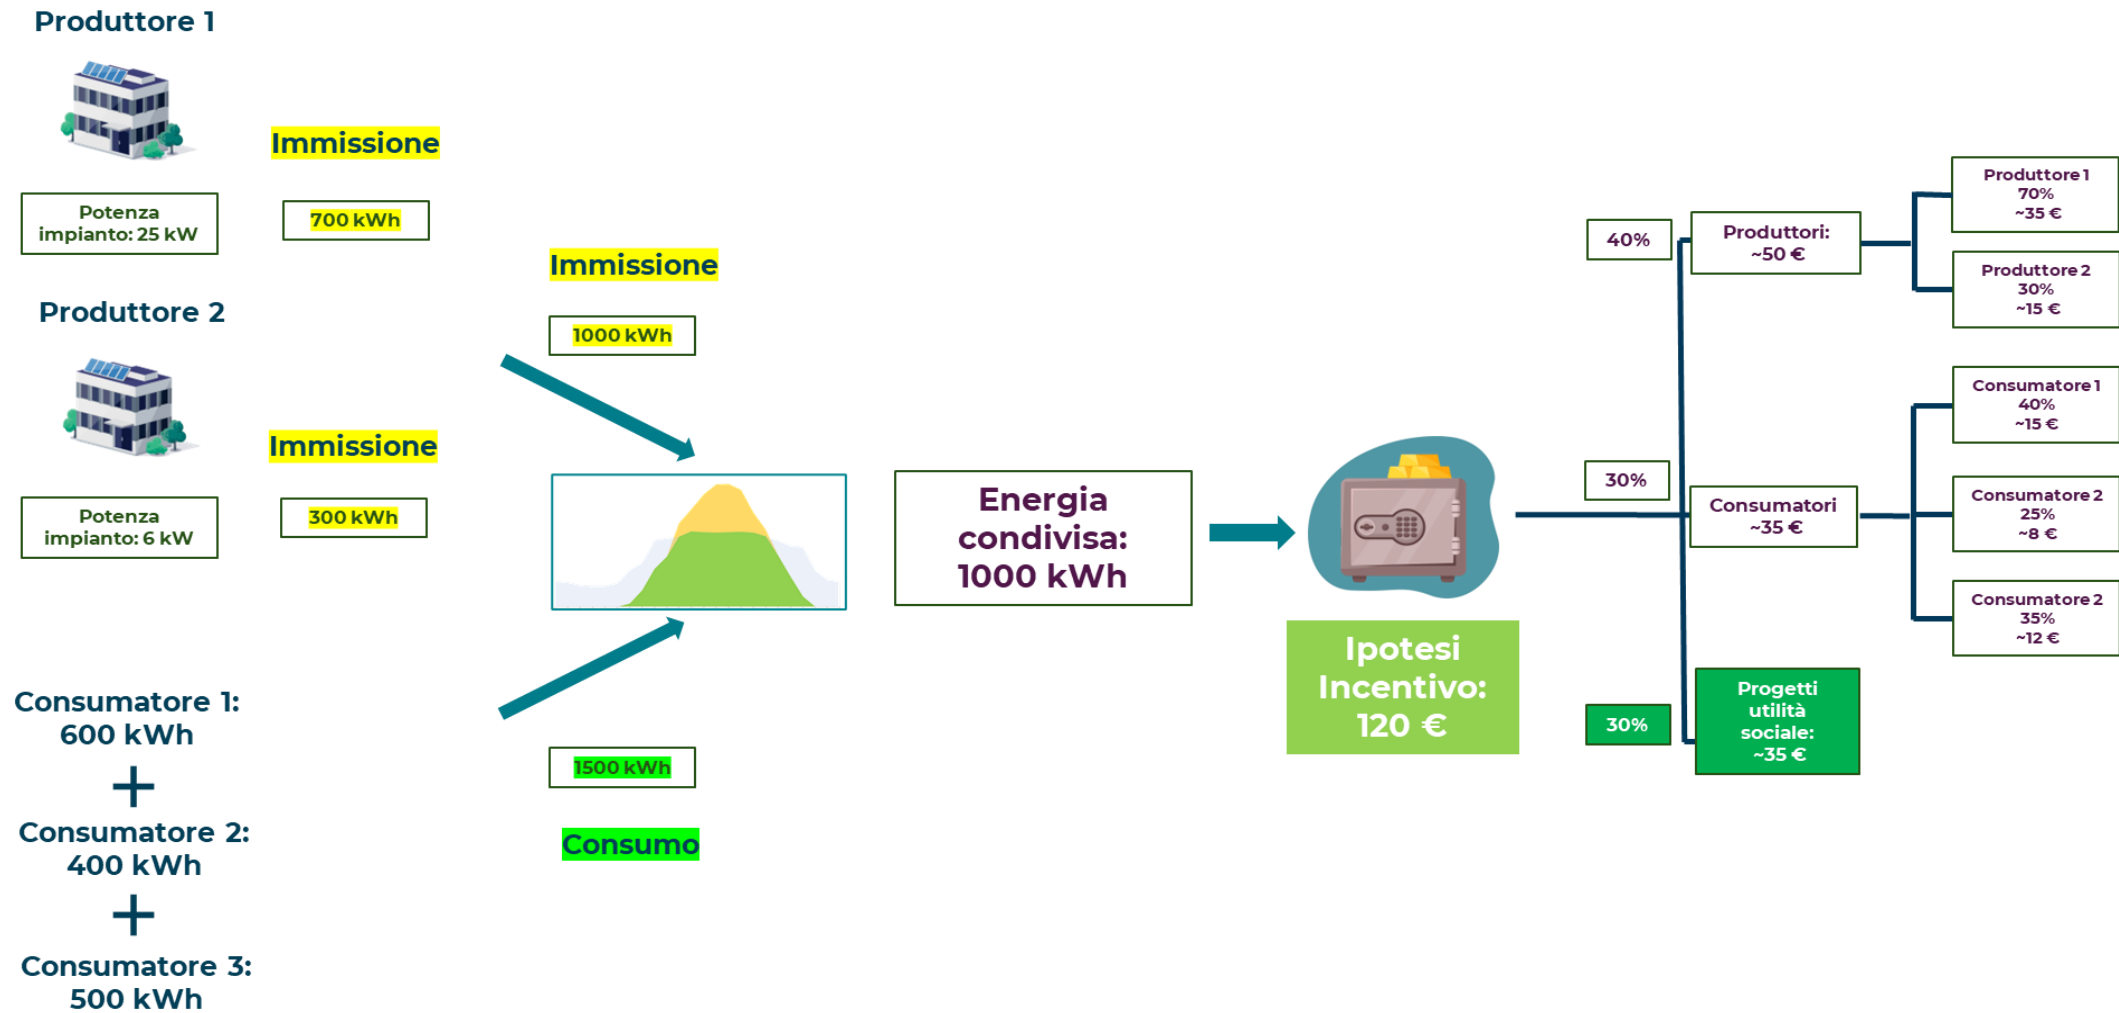 Produttore 1
Immissione
Potenza
impianto: 25 kW
700 kWh
Produttore 2
Immissione
Potenza
impianto: 6 kW
300 kWh
Immissione
1000 kWh
Consumatore 1:
600 kWh
+
Consumatore 2:
400 kWh
+
Consumatore 3:
500 kWh
1500 kWh
Consumo
Energia
condivisa:
1000 kWh
Ipotesi
Incentivo:
120 €
40%
Produttori:
~50 €
Produttore 1
70%
~35 €
Produttore 2
30%
~15 €
30%
Consumatori
~35 €
Consumatore 1
40%
~15 €
Consumatore 2
25%
~8 €
Consumatore 2
35%
~12 €
30%
Progetti
utilità
sociale:
~35 €